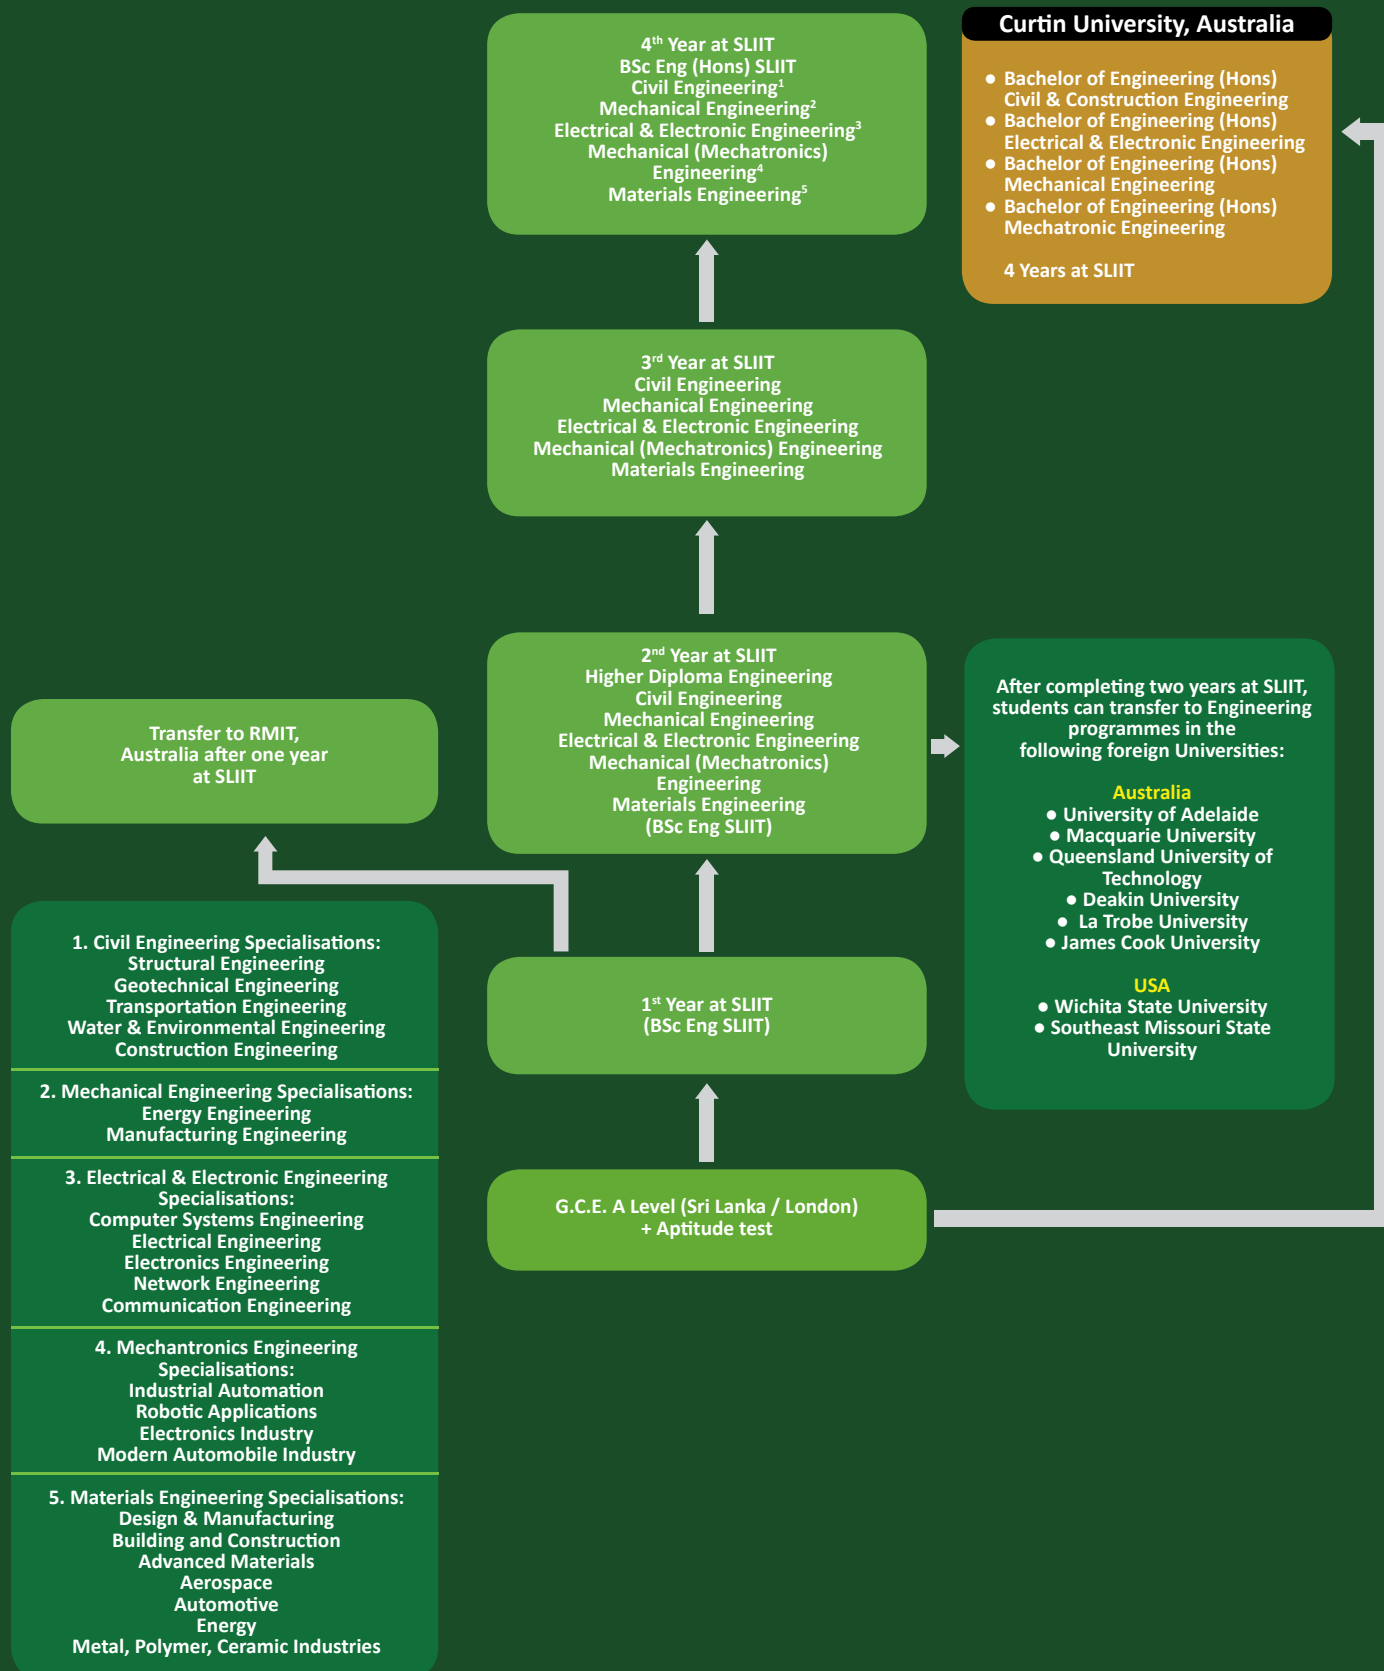 4th Year at SLIIT
BSc Eng (Hons) SLIIT
Civil Engineering1
Mechanical Engineering2
Electrical & Electronic Engineering3
Mechanical (Mechatronics)
Engineering4
Materials Engineering5
Curtin University, Australia
● Bachelor of Engineering (Hons)
Civil & Construction Engineering
● Bachelor of Engineering (Hons)
Electrical & Electronic Engineering
● Bachelor of Engineering (Hons)
Mechanical Engineering
● Bachelor of Engineering (Hons)
Mechatronic Engineering
4 Years at SLIIT
3rd Year at SLIIT
Civil Engineering
Mechanical Engineering
Electrical & Electronic Engineering
Mechanical (Mechatronics) Engineering
Materials Engineering
2nd Year at SLIIT
Higher Diploma Engineering
Civil Engineering
Mechanical Engineering
Electrical & Electronic Engineering
Mechanical (Mechatronics)
Engineering
Materials Engineering
(BSc Eng SLIIT)
After completing two years at SLIIT,
students can transfer to Engineering
programmes in the
following foreign Universities:
Australia
● University of Adelaide
● Macquarie University
● Queensland University of
Technology
● Deakin University
● La Trobe University
● James Cook University
USA
● Wichita State University
● Southeast Missouri State
University
Transfer to RMIT,
Australia after one year
at SLIIT
1st Year at SLIIT
(BSc Eng SLIIT)
G.C.E. A Level (Sri Lanka / London)
+ Aptitude test
1. Civil Engineering Specialisations:
Structural Engineering
Geotechnical Engineering
Transportation Engineering
Water & Environmental Engineering
Construction Engineering
2. Mechanical Engineering Specialisations:
Energy Engineering
Manufacturing Engineering
3. Electrical & Electronic Engineering
Specialisations:
Computer Systems Engineering
Electrical Engineering
Electronics Engineering
Network Engineering
Communication Engineering
4. Mechantronics Engineering
Specialisations:
Industrial Automation
Robotic Applications
Electronics Industry
Modern Automobile Industry
5. Materials Engineering Specialisations:
Design & Manufacturing
Building and Construction
Advanced Materials
Aerospace
Automotive
Energy
Metal, Polymer, Ceramic Industries